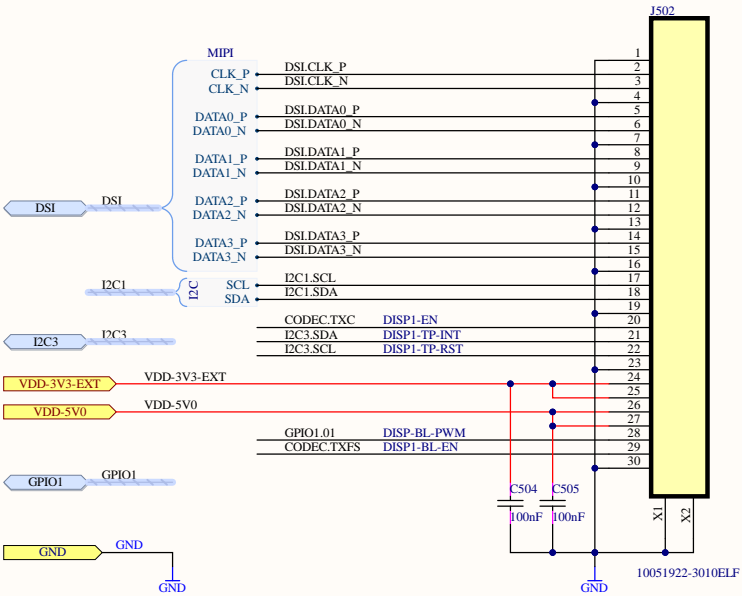 J502
MIPI
1
CLK_P DSI.CLK_P 2
CLK_N DSI.CLK_N 3
4
DATA0_P DSI.DATA0_P 5
DATA0_N DSI.DATA0_N 6
7
DATA1_P DSI.DATA1_P 8
DATA1_N DSI.DATA1_N 9
10
DATA2_P DSI.DATA2_P 11
DSI DSI DATA2_N DSI.DATA2_N 12
13
DATA3_P DSI.DATA3_P 14
DATA3_N DSI.DATA3_N 15
16
I2C1 I2C SCL I2C1.SCL 17
SDA I2C1.SDA 18
19
CODEC.TXC DISP1-EN 20
I2C3 I2C3 I2C3.SDA DISP1-TP-INT 21
I2C3.SCL DISP1-TP-RST 22
23
VDD-3V3-EXT VDD-3V3-EXT 24
25
VDD-5V0 VDD-5V0 26
27
GPIO1.01 DISP-BL-PWM 28
CODEC.TXFS DISP1-BL-EN 29
30
GPIO1 GPIO1
C504 C505
100nF 100nF
X1 X2
GND GND
10051922-3010ELF
GND GND